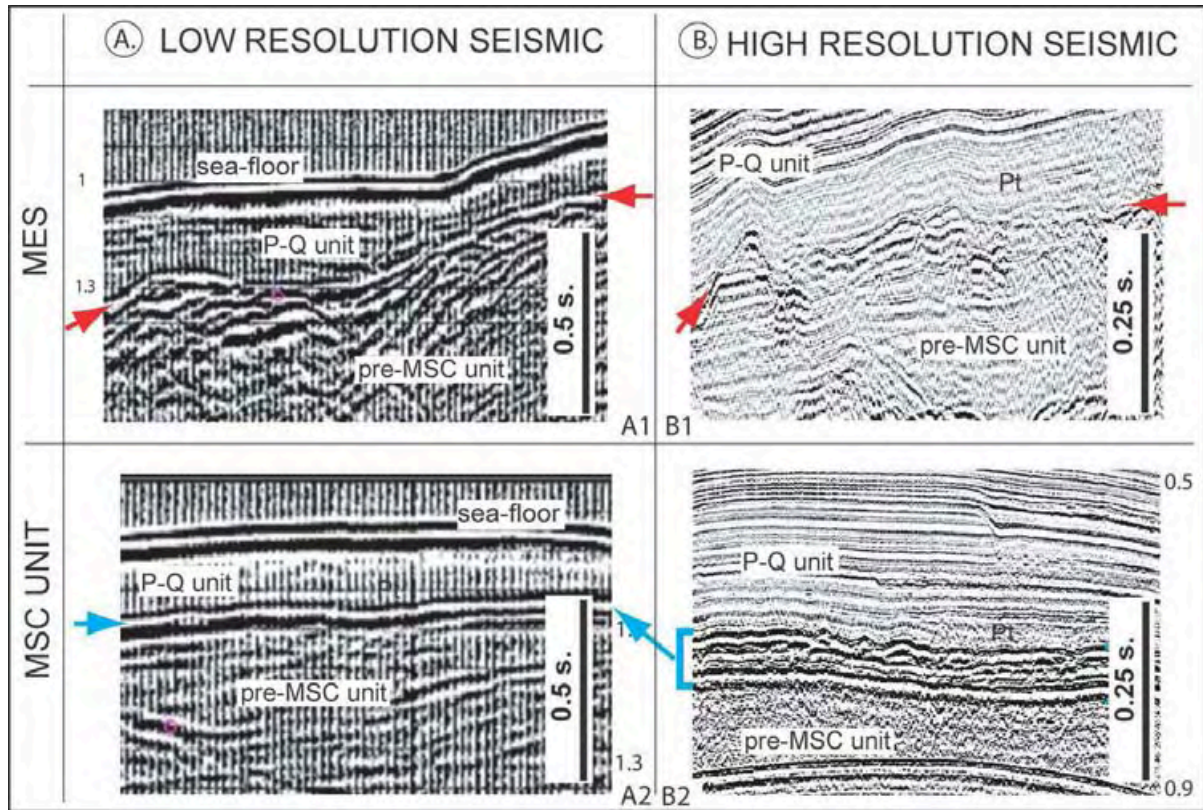 A. LOW RESOLUTION SEISMIC
B. HIGH RESOLUTION SEISMIC
MES
sea-floor
1
P-Q unit
1.3
pre-MSC unit
0.5 s.
A1
P-Q unit
Pt
pre-MSC unit
0.25 s.
B1
MSC UNIT
sea-floor
P-Q unit
pre-MSC unit
0.5 s.
1.3
A2
0.5
P-Q unit
Pt
pre-MSC unit
0.25 s.
0.9
B2